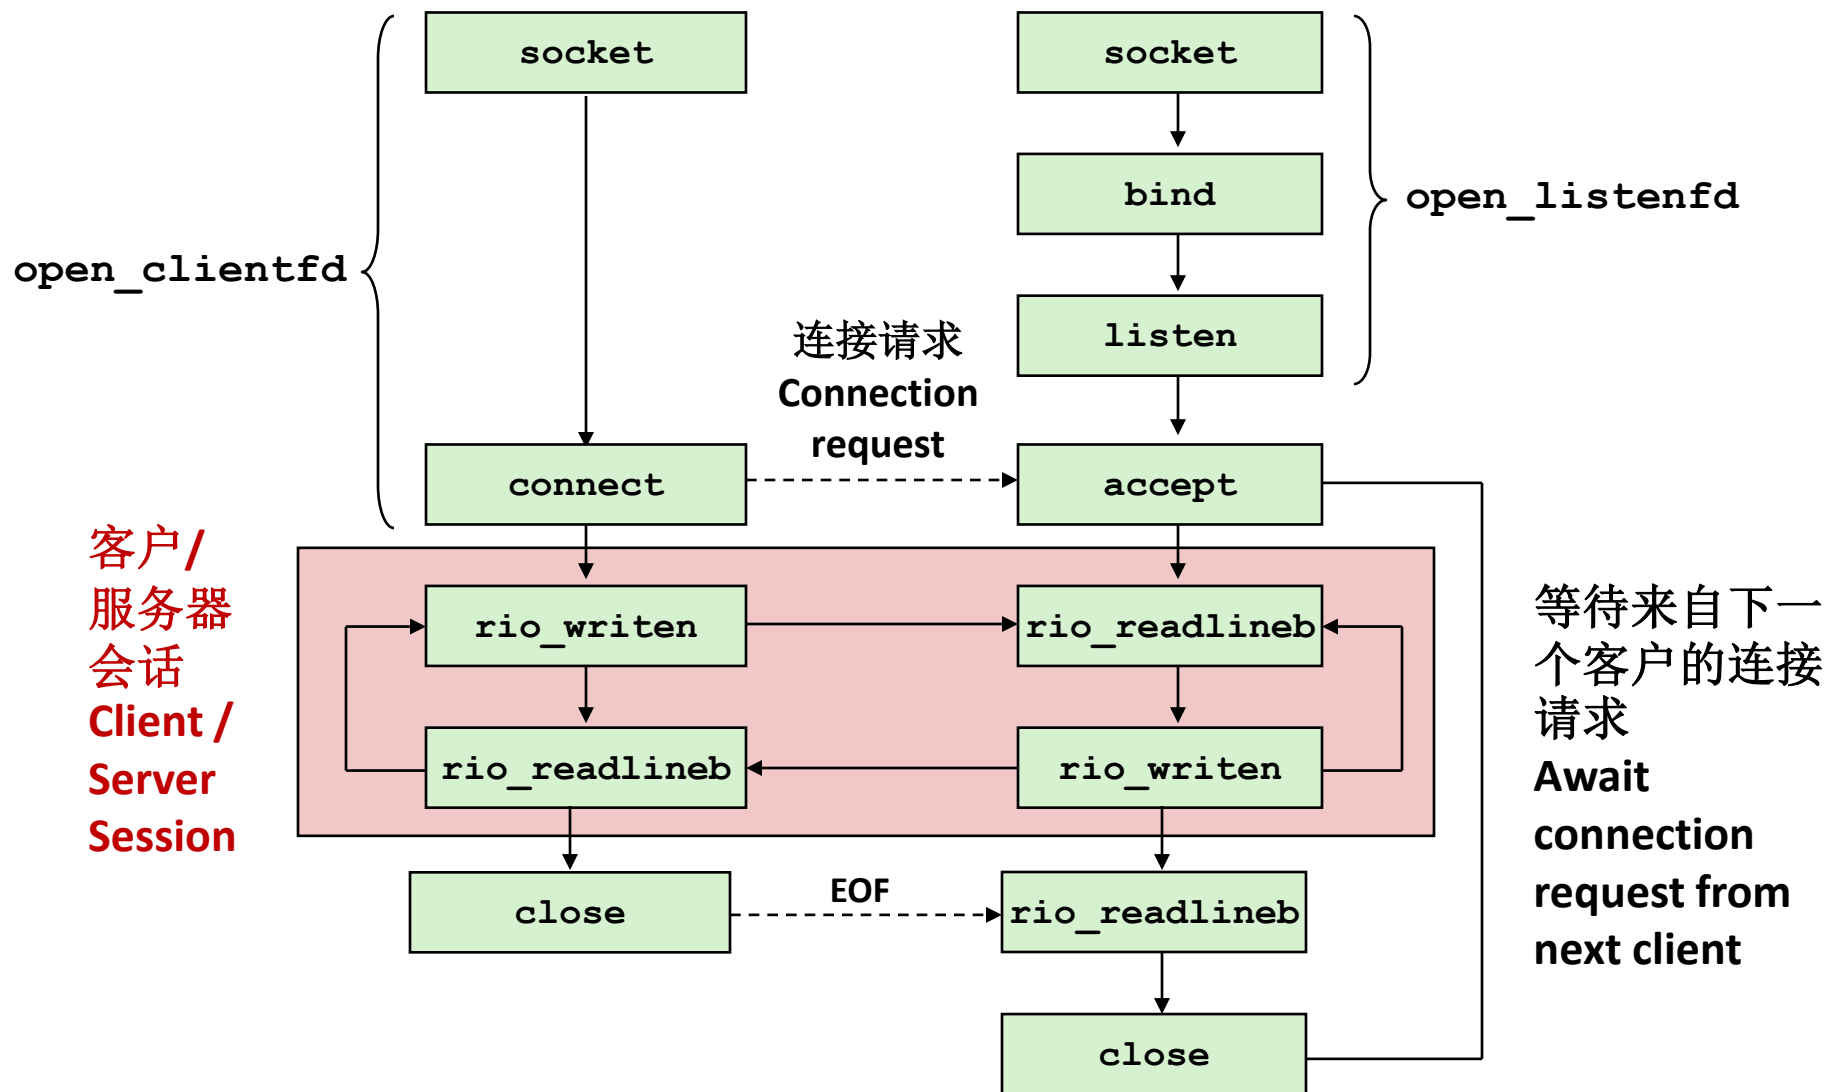 socket
socket
bind
open_listenfd
open_clientfd
listen
连接请求
Connection
request
connect
accept
客户/
服务器
会话
Client /
Server
Session
rio_writen
rio_readlineb
rio_readlineb
rio_writen
等待来自下一
个客户的连接
请求
Await
connection
request from
next client
close
EOF
rio_readlineb
close